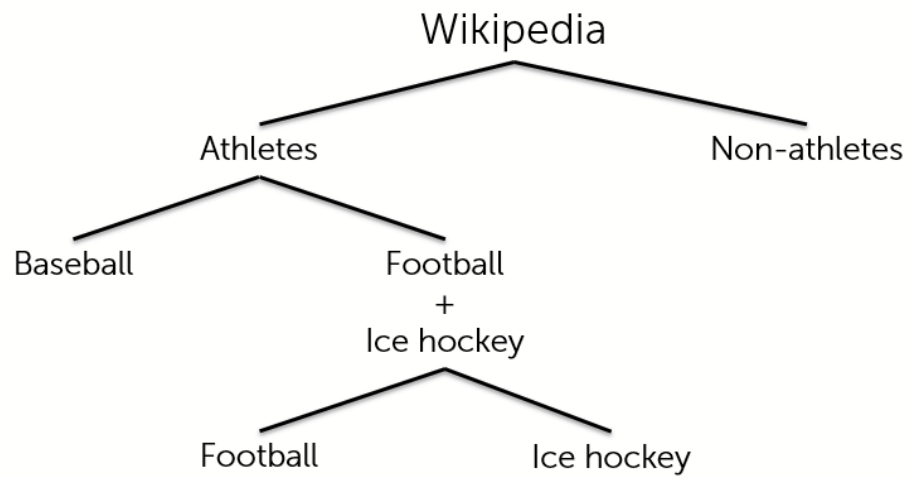 Wikipedia
Athletes
Non-athletes
Baseball
Football
+
Ice hockey
Football
Ice hockey